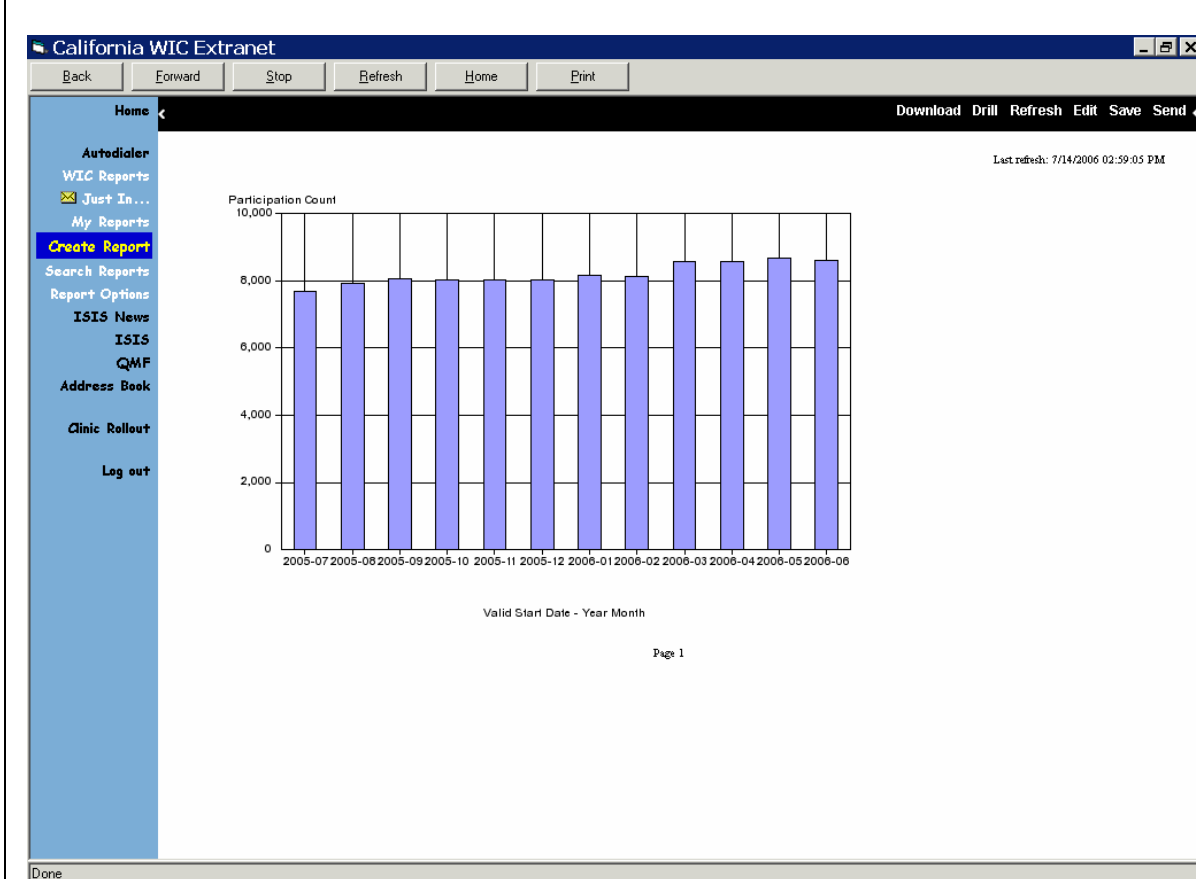 California WIC Extranet
Back Forward Stop Refresh Home Print
Home
Download Drill Refresh Edit Save Send
Autodialer
WIC Reports
Just In...
My Reports
Create Report
Search Reports
Report Options
ISIS News
ISIS
QMF
Address Book
Clinic Rollout
Log out
Last refresh: 7/14/2006 02:59:05 PM
Participation Count
10,000
8,000
6,000
4,000
2,000
0
2005-07 2005-08 2005-09 2005-10 2005-11 2005-12 2006-01 2006-02 2006-03 2006-04 2006-05 2006-06
Valid Start Date - Year Month
Page 1
Done